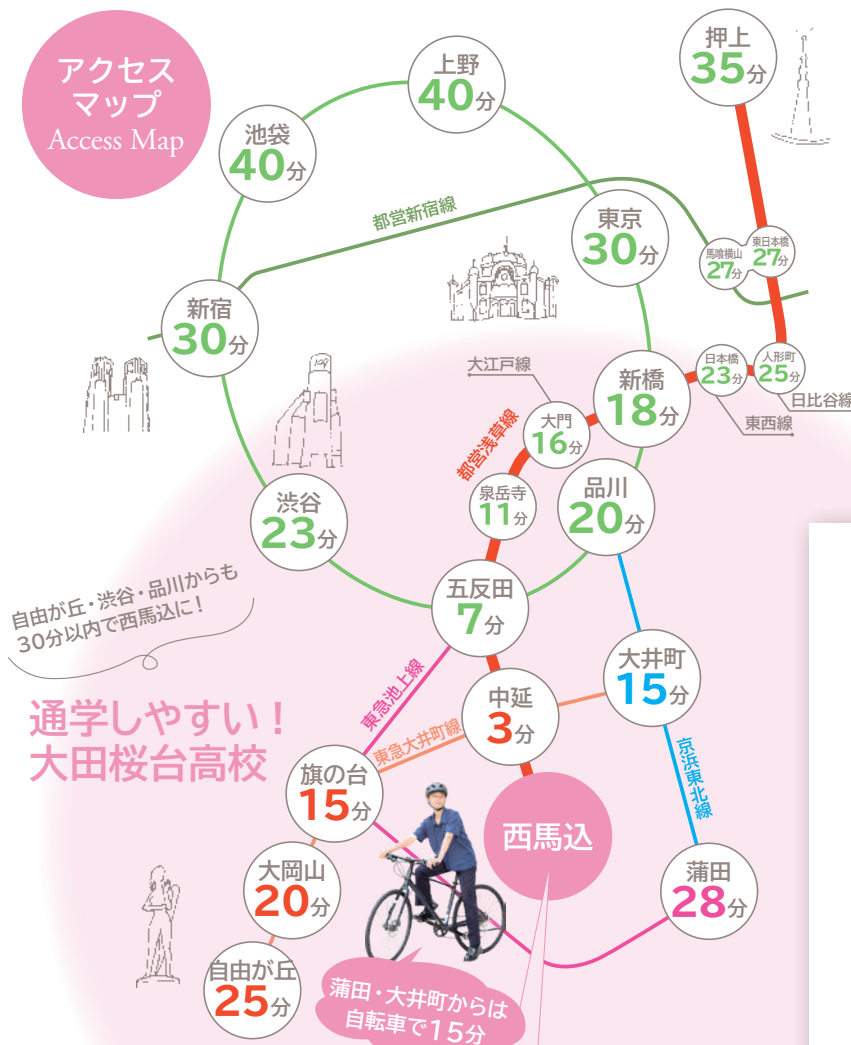 アクセス
マップ
Access Map
上野
40分
押上
35分
池袋
40分
都営新宿線
東京
30分
馬喰横山
27分
東日本橋
27分
新宿
30分
大江戸線
新橋
18分
日本橋
23分
人形町
25分
日比谷線
東西線
大門
16分
都営浅草線
泉岳寺
11分
品川
20分
渋谷
23分
五反田
7分
自由が丘・渋谷・品川からも
30分以内で西馬込に!
通学しやすい!
大田桜台高校
東急池上線
中延
3分
大井町
15分
東急大井町線
京浜東北線
旗の台
15分
西馬込
大岡山
20分
蒲田
28分
自由が丘
25分
蒲田・大井町からは
自転車で15分